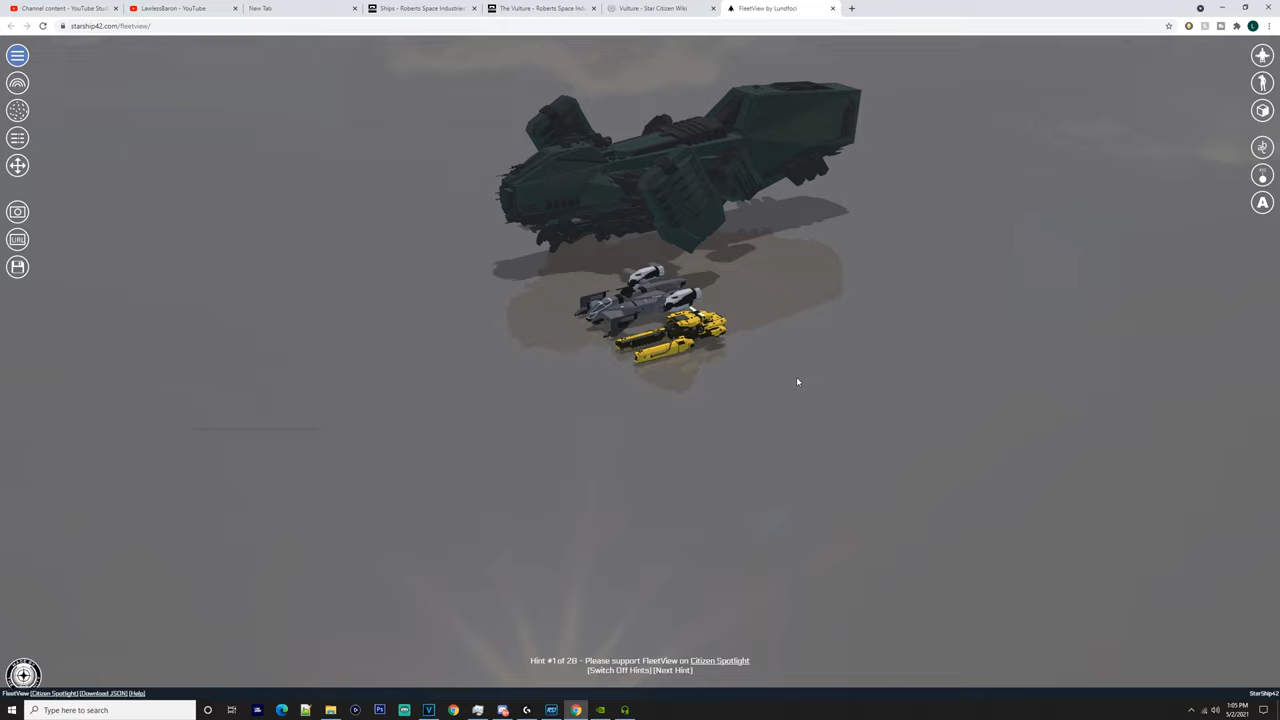 Channel content - YouTube Studi
LawlessBaron - YouTube
New Tab
Ships - Roberts Space Industries
The Vulture - Roberts Space Ind
Vulture - Star Citizen Wiki
FleetView by Lundfoci
starship42.com/fleetview/
URL
A
Hint #1 of 28 - Please support FleetView on Citizen Spotlight
[Switch Off Hints] [Next Hint]
FleetView [Citizen Spotlight] [Download JSON] [Help]
StarShip42
Type here to search
1:05 PM
5/2/2021